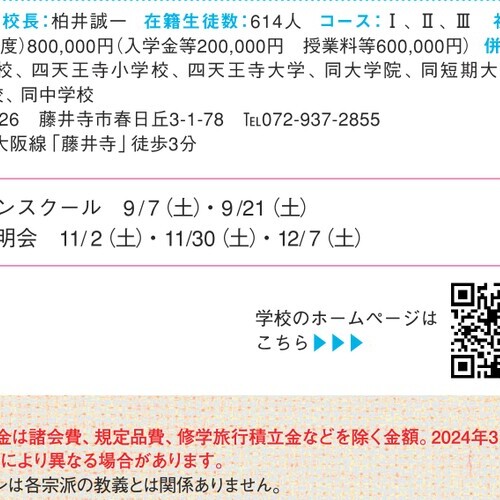 校長：柏井誠一 在籍生徒数：614人 コース：Ⅰ、Ⅱ、Ⅲ
度）800,000円（入学金等200,000円 授業料等600,000円） 併
校、四天王寺小学校、四天王寺大学、同大学院、同短期大
校、同中学校
26 藤井寺市春日丘3-1-78 ℡072-937-2855
大阪線「藤井寺」徒歩3分
ンスクール 9/7（土）・9/21（土）
明会 11/2（土）・11/30（土）・12/7（土）
学校のホームページは
こちら▶▶▶
金は諸会費、規定品費、修学旅行積立金などを除く金額。2024年3
により異なる場合があります。
ンは各宗派の教義とは関係ありません。